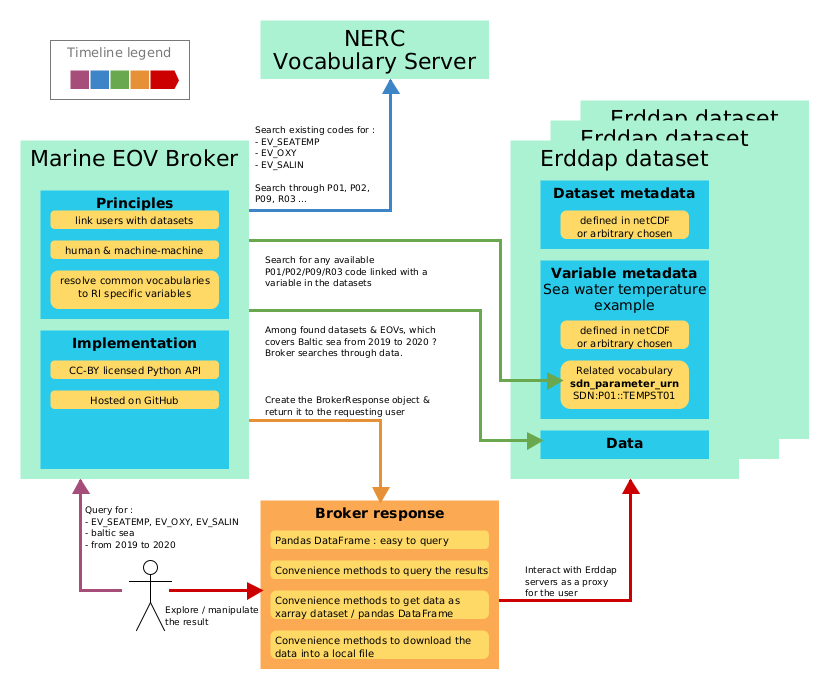 Timeline legend
NERC
Vocabulary Server
Erddap dataset
Erddap dataset
Erddap dataset
Marine EOV Broker
Principles
link users with datasets
human & machine-machine
resolve common vocabularies
to RI specific variables
Implementation
CC-BY licensed Python API
Hosted on GitHub
Search existing codes for :
- EV_SEATEMP
- EV_OXY
- EV_SALIN
Search through P01, P02,
P09, R03 ...
Search for any available
P01/P02/P09/R03 code linked with a
variable in the datasets
Among found datasets & EOVs, which
covers Baltic sea from 2019 to 2020 ?
Broker searches through data.
Create the BrokerResponse object &
return it to the requesting user
Dataset metadata
defined in netCDF
or arbitrary chosen
Variable metadata
Sea water temperature
example
defined in netCDF
or arbitrary chosen
Related vocabulary
sdn_parameter_urn
SDN:P01::TEMPST01
Data
Query for :
- EV_SEATEMP, EV_OXY, EV_SALIN
- baltic sea
- from 2019 to 2020
Explore / manipulate
the result
Broker response
Pandas DataFrame : easy to query
Convenience methods to query the results
Convenience methods to get data as
xarray dataset / pandas DataFrame
Convenience methods to download the
data into a local file
Interact with Erddap
servers as a proxy
for the user